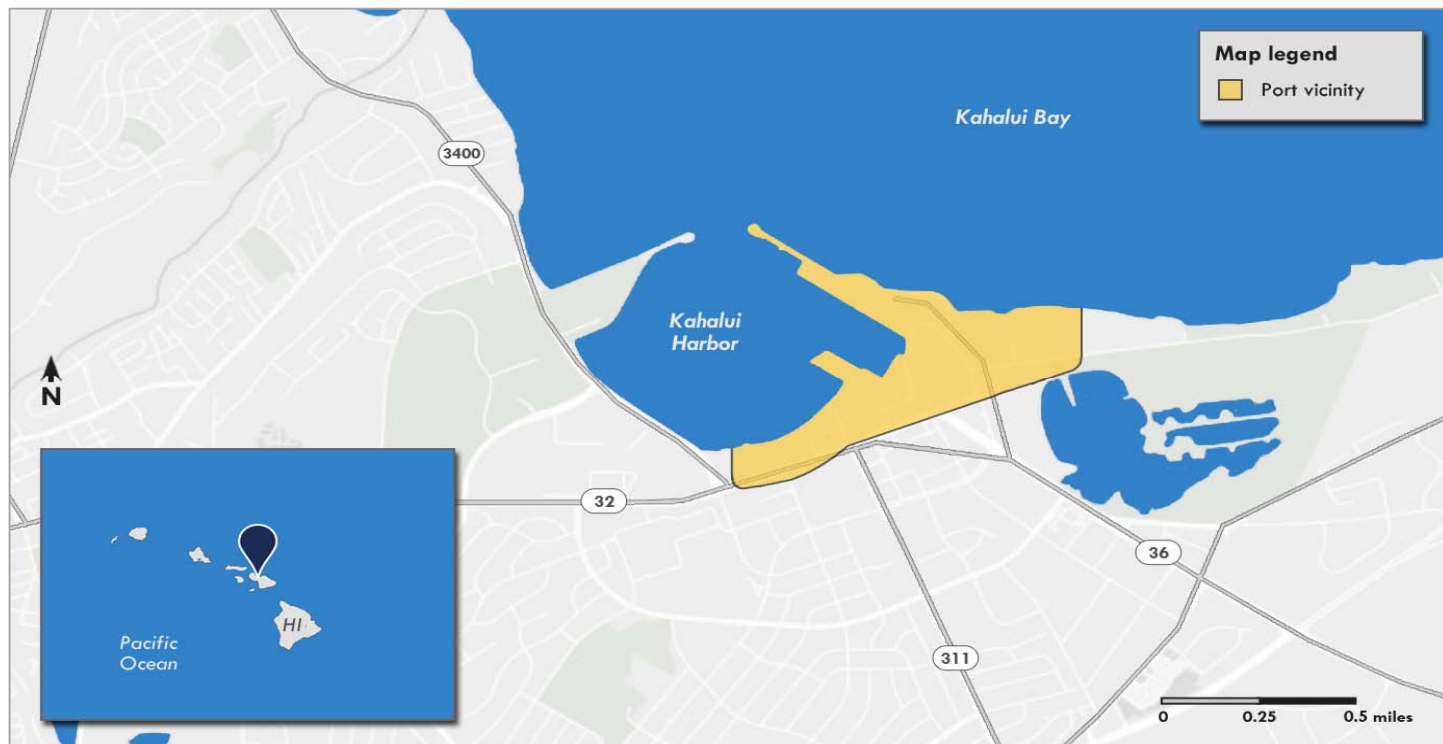 Map legend
Port vicinity
Kahalui Bay
3400
Kahalui
Harbor
N
32
36
311
HI
Pacific
Ocean
0
0.25
0.5 miles